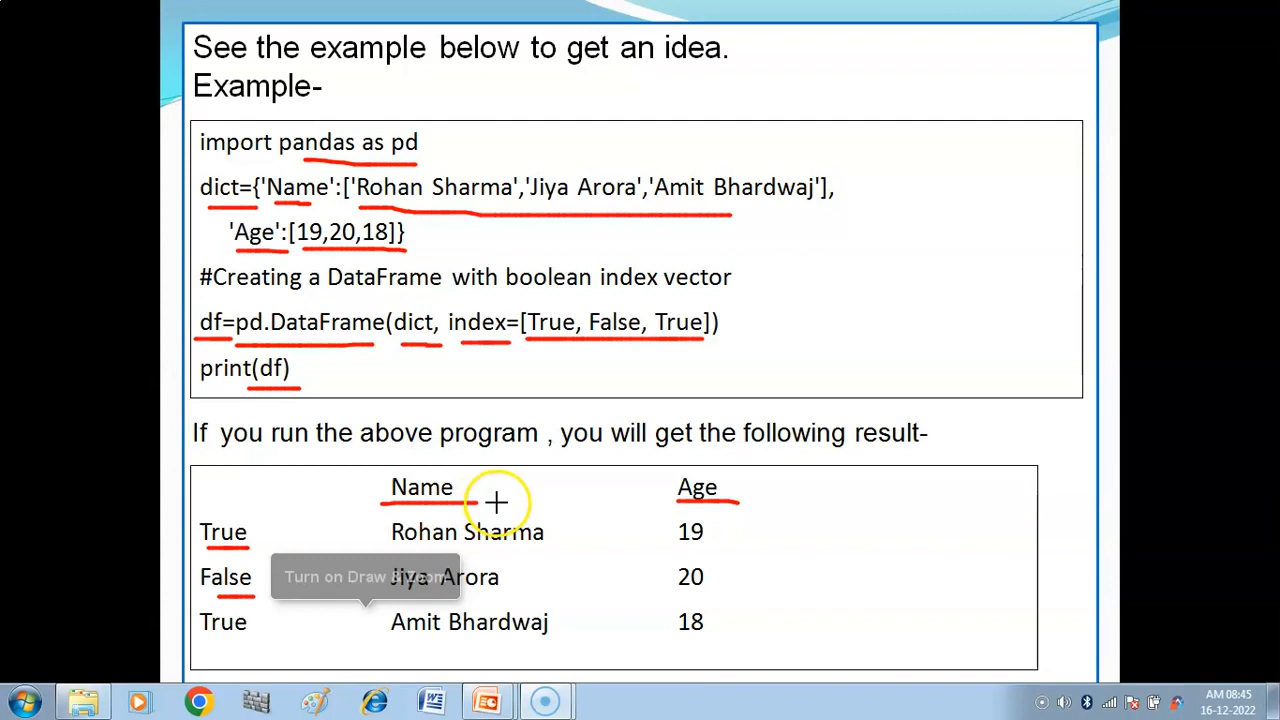 See the example below to get an idea.
Example-
import pandas as pd
dict={'Name':['Rohan Sharma','Jiya Arora','Amit Bhardwaj'],
'Age':[19,20,18]}
#Creating a DataFrame with boolean index vector
df=pd.DataFrame(dict, index=[True, False, True])
print(df)
If you run the above program , you will get the following result-
Name Age
True Rohan Sharma 19
False Jiya Arora 20
Turn on Draw & Zoom
True Amit Bhardwaj 18
AM 08:45
16-12-2022